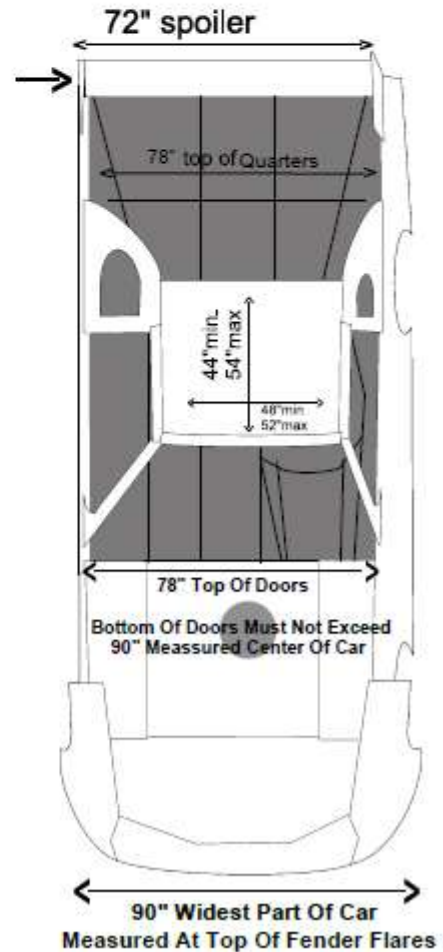 72" spoiler
78" top of Quarters
44"min.
54"max
48"min
52"max
78" Top Of Doors
Bottom Of Doors Must Not Exceed
90" Meassured Center Of Car
90" Widest Part Of Car
Measured At Top Of Fender Flares